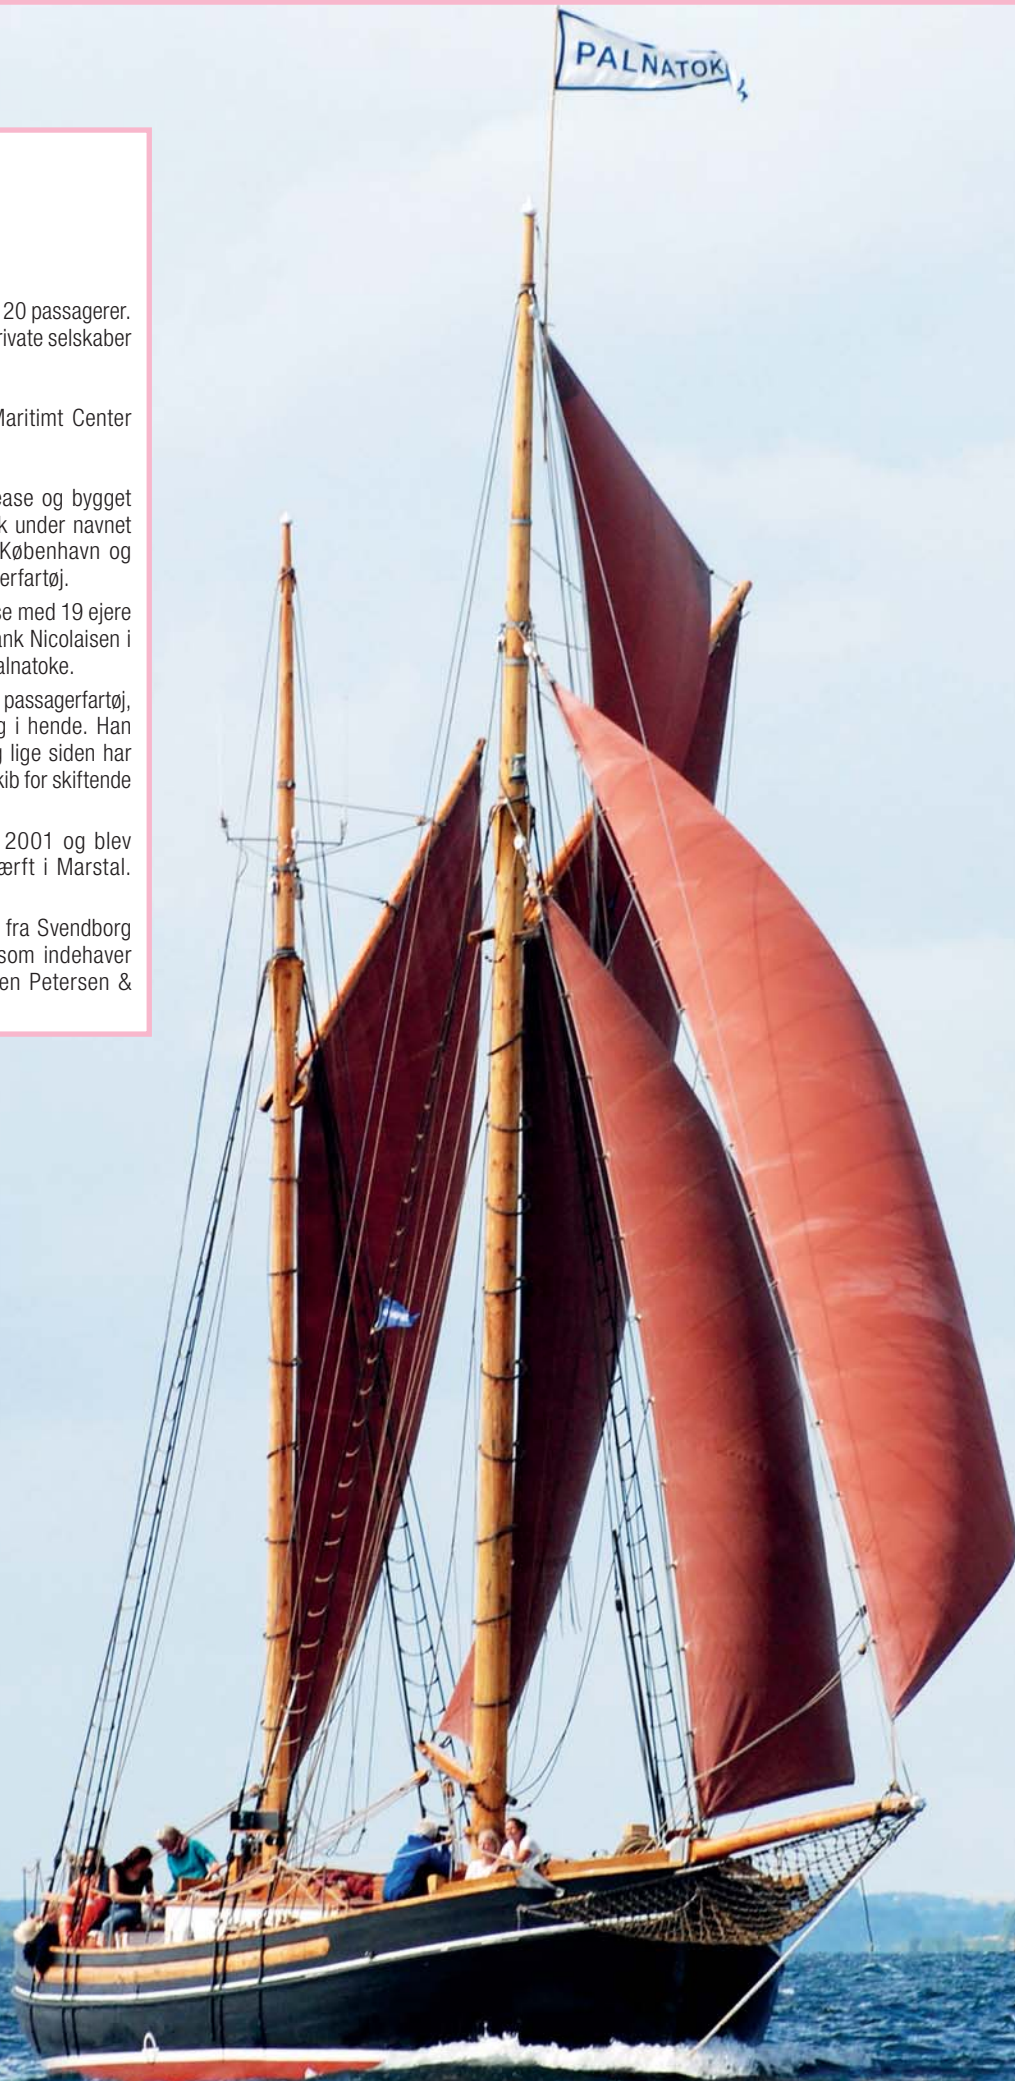 PALNATOK
20 passagerer.
rivate selskaber
Maritimt Center
ease og bygget
k under navnet
København og
erfartøj.
se med 19 ejere
ank Nicolaisen i
alnatoke.
passagerfartøj,
g i hende. Han
g lige siden har
kib for skiftende
2001 og blev
ærft i Marstal.
fra Svendborg
som indehaver
en Petersen &